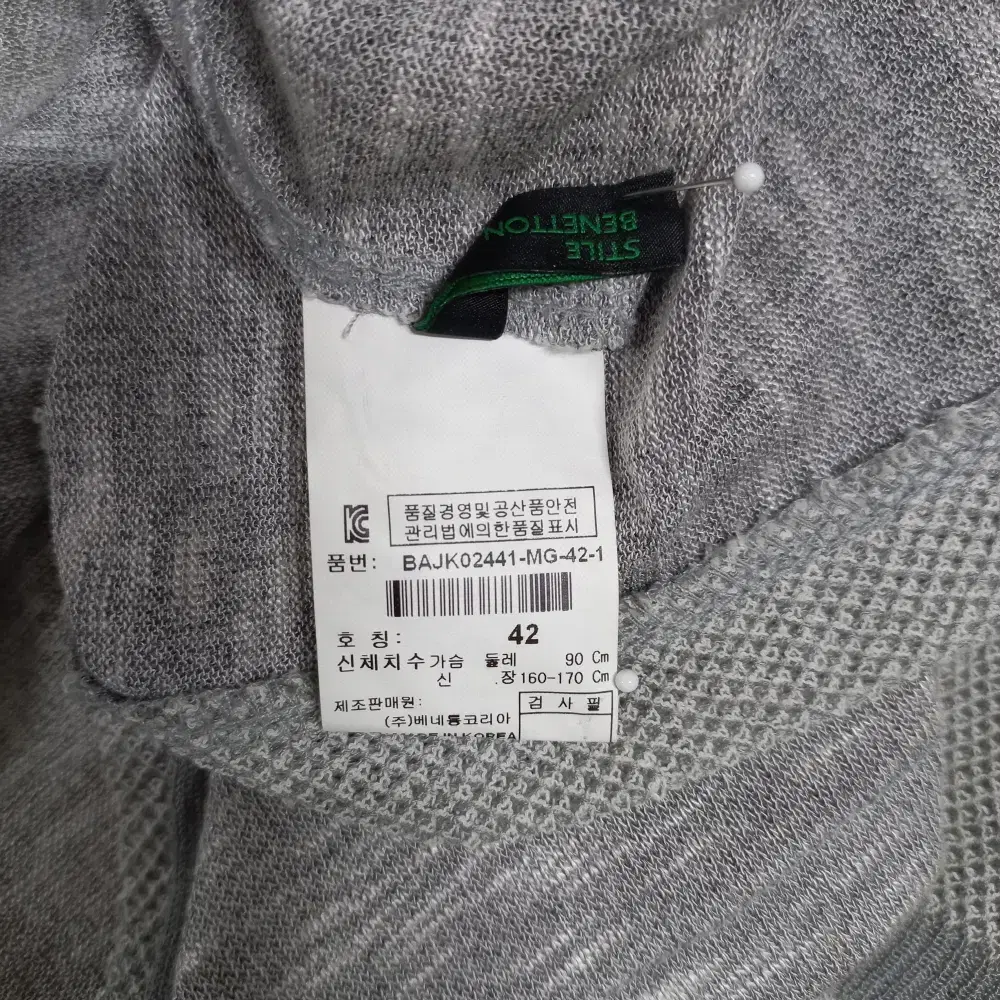 STILE
BENETTON
품질경영및공산품안전
관리법에의한품질표시
품번: BAJK02441-MG-42-1
호 칭: 42
신체치수 가슴 둘레 90 Cm
신 장 160-170 Cm
제조판매원: 검 사 필
(주)베네통코리아
IN KOREA